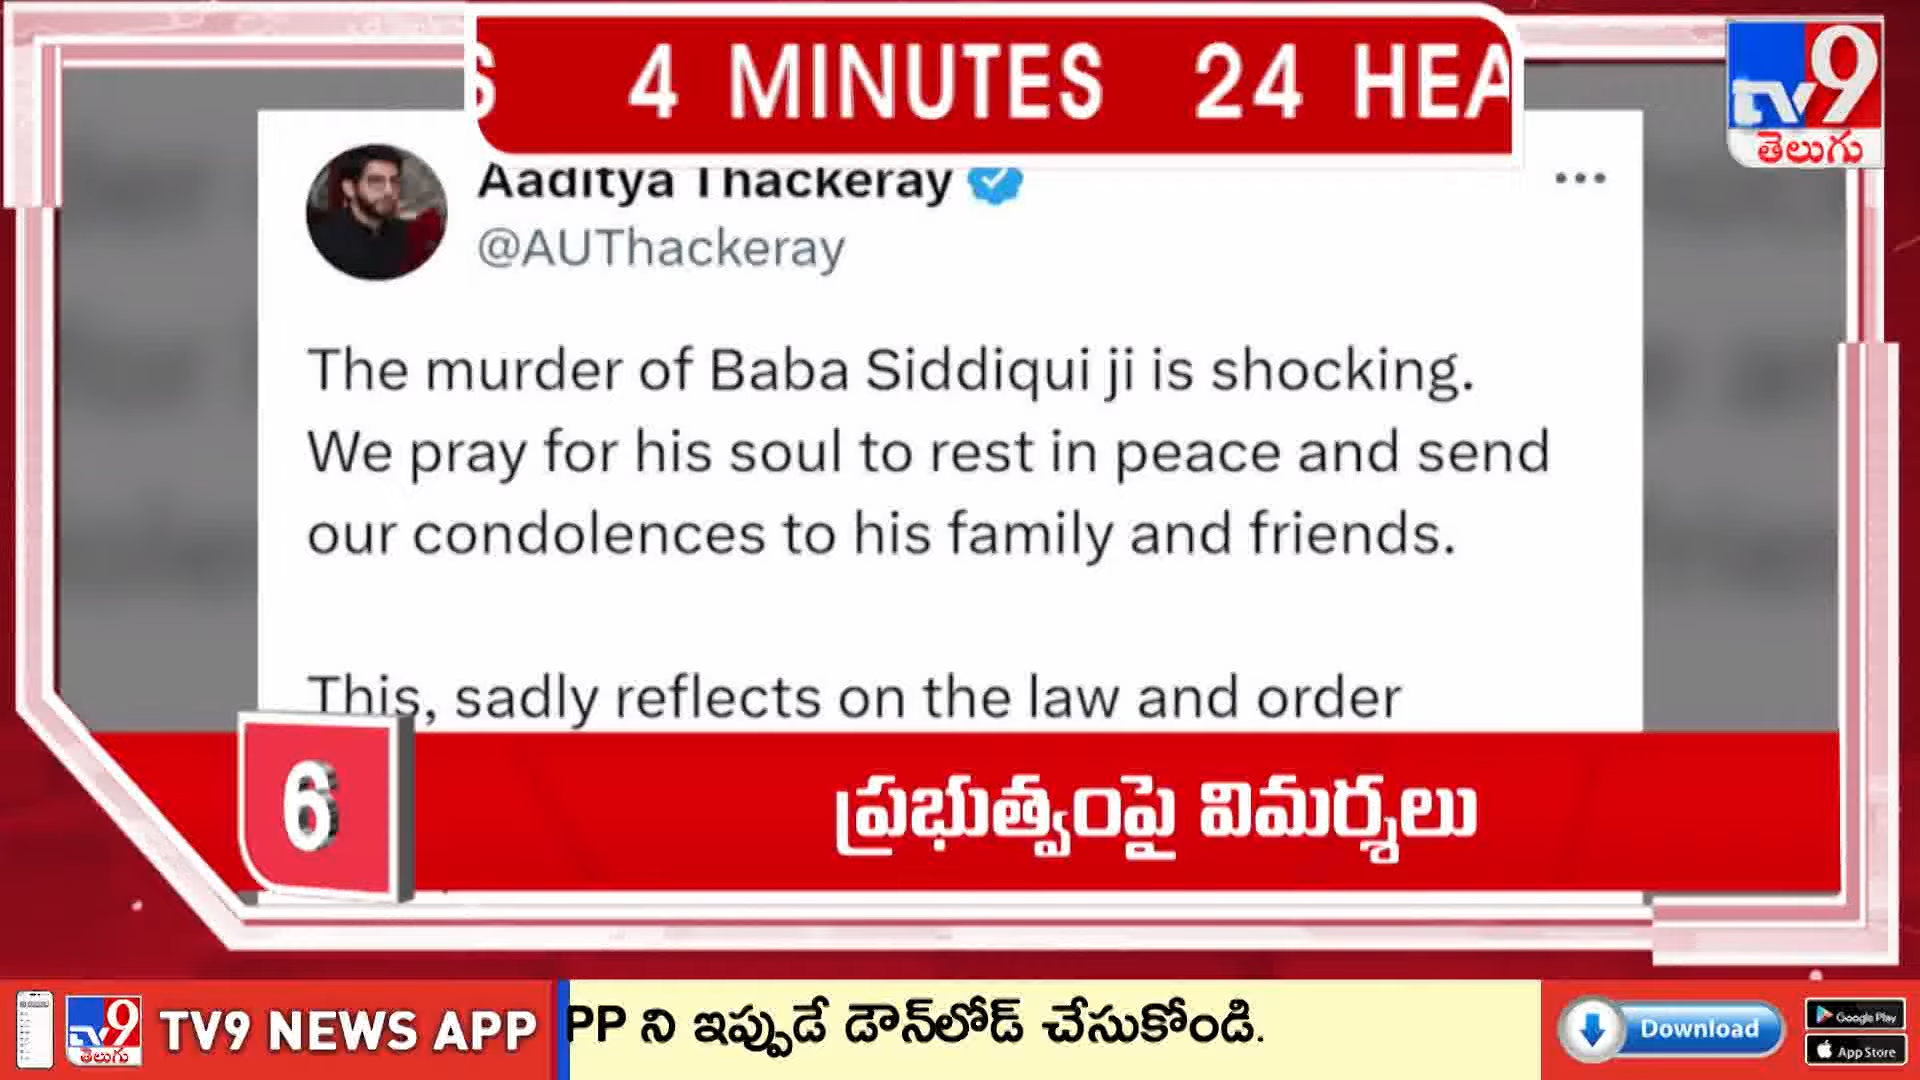 4 MINUTES 24 HEA
TV9
తెలుగు
Aaditya Thackeray
@AUThackeray
The murder of Baba Siddiqui ji is shocking.
We pray for his soul to rest in peace and send
our condolences to his family and friends.
This, sadly reflects on the law and order
6
ప్రభుత్వంపై విమర్శలు
TV9
తెలుగు
TV9 NEWS APP
PP ని ఇప్పుడే డౌన్‌లోడ్ చేసుకోండి.
Download
Google Play
App Store